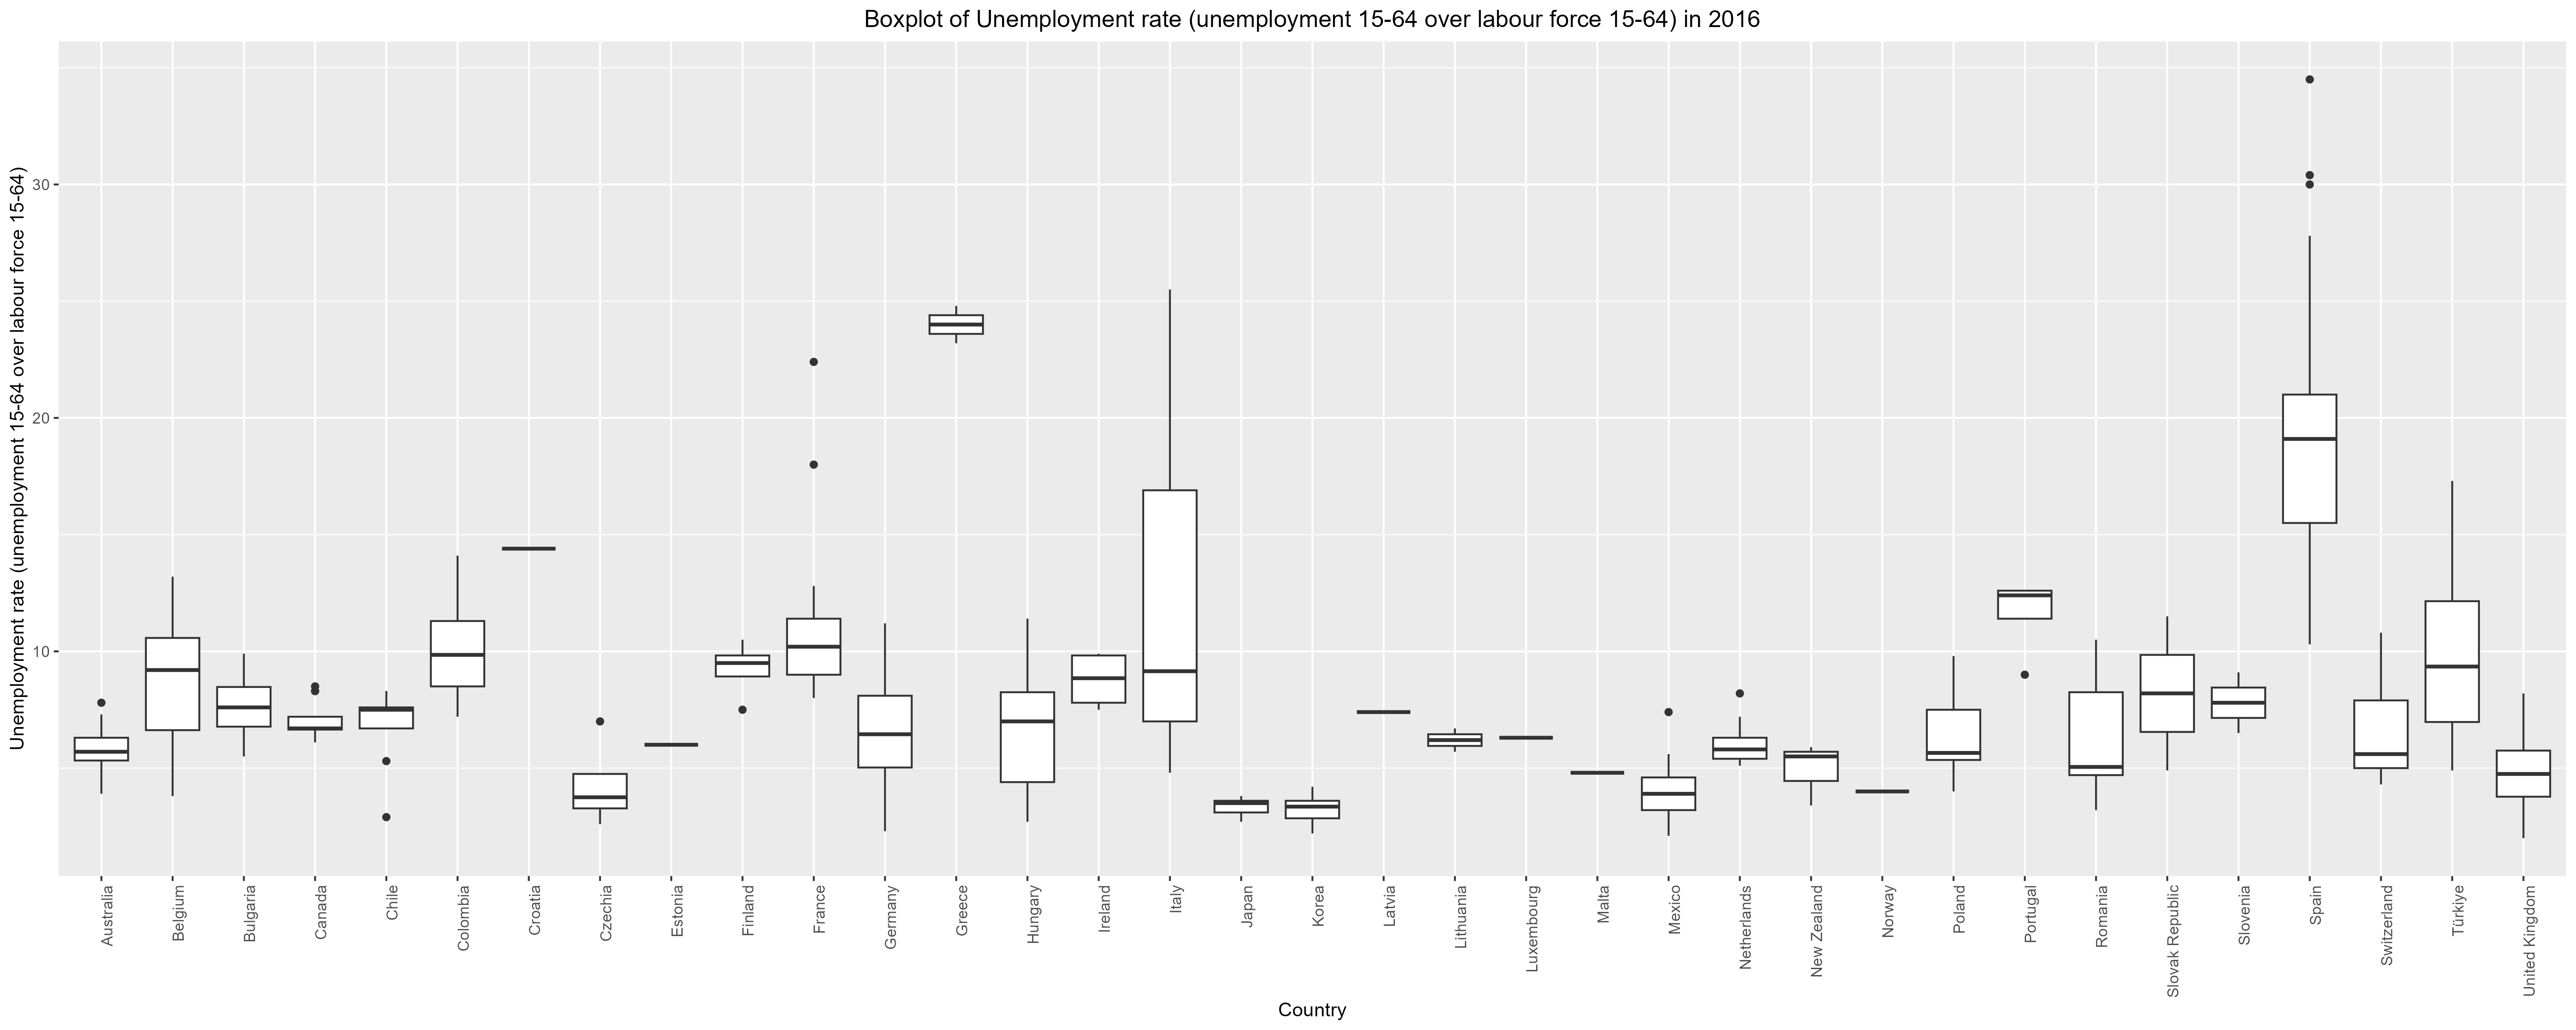 Boxplot of Unemployment rate (unemployment 15-64 over labour force 15-64) in 2016
Unemployment rate (unemployment 15-64 over labour force 15-64)
30
20
10
Australia
Belgium
Bulgaria
Canada
Chile
Colombia
Croatia
Czechia
Estonia
Finland
France
Germany
Greece
Hungary
Ireland
Italy
Japan
Korea
Latvia
Lithuania
Luxembourg
Malta
Mexico
Netherlands
New Zealand
Norway
Poland
Portugal
Romania
Slovak Republic
Slovenia
Spain
Switzerland
Türkiye
United Kingdom
Country